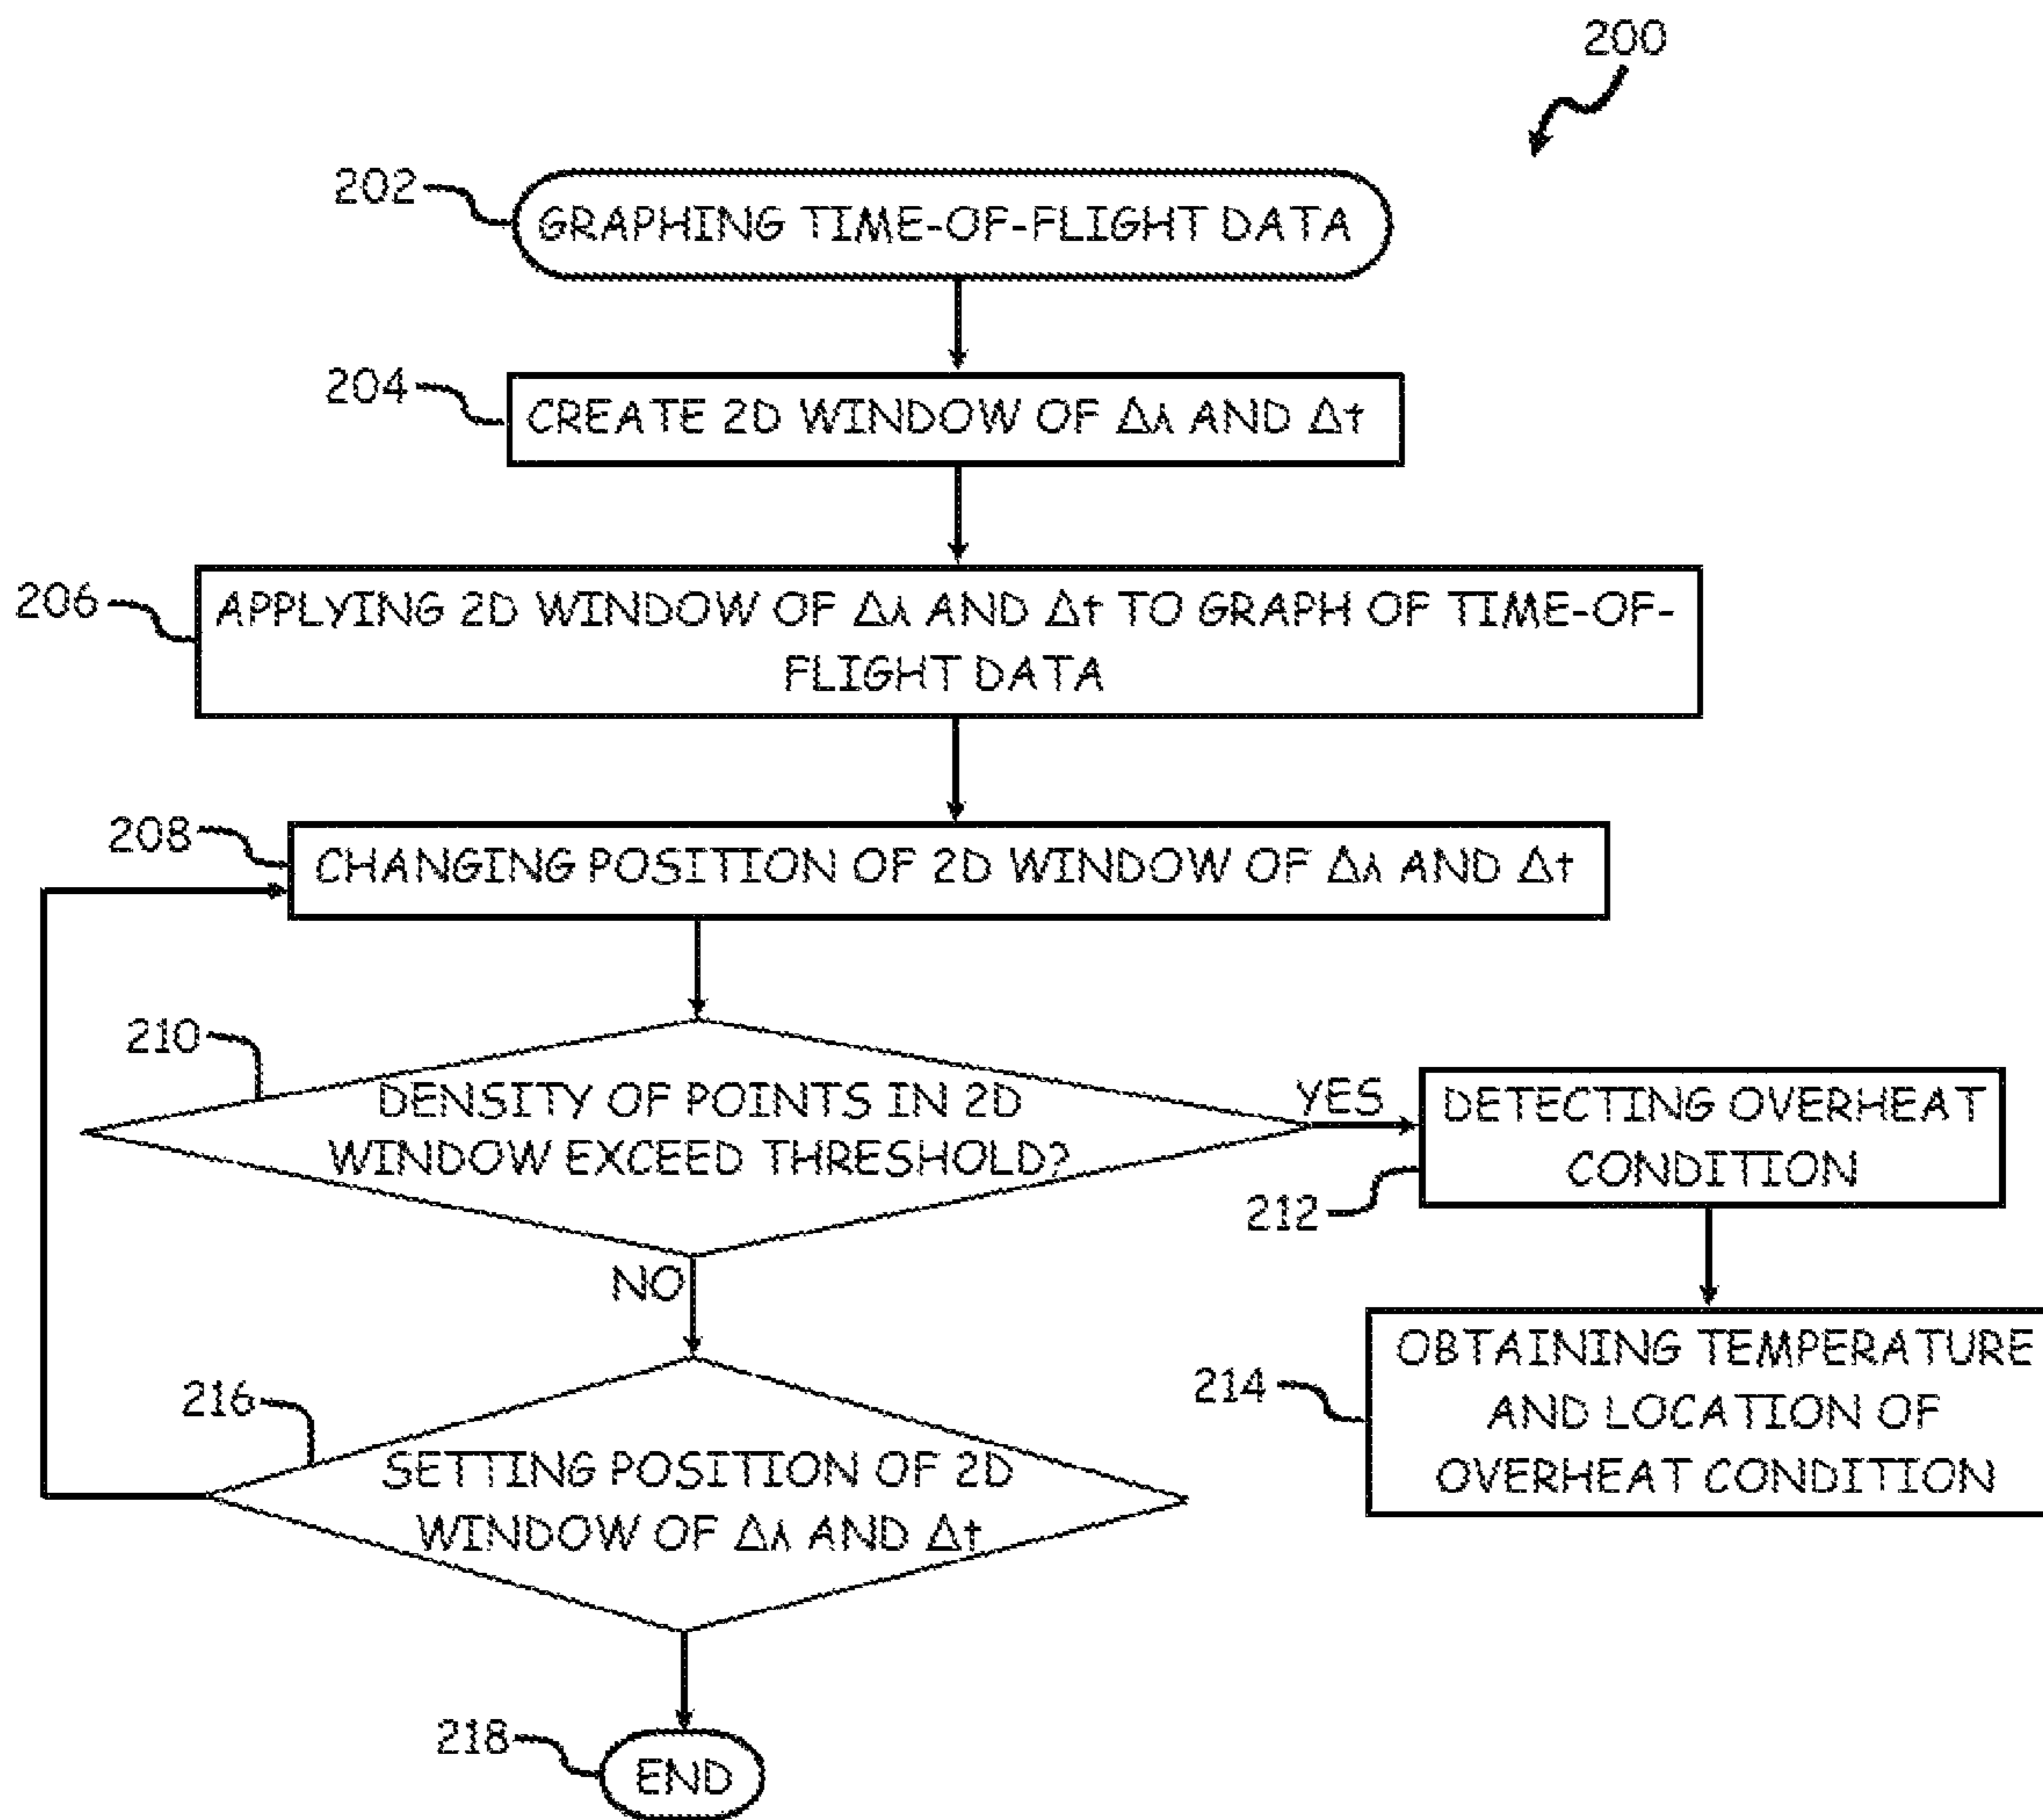 200
202
GRAPHING TIME-OF-FLIGHT DATA
204
CREATE 2D WINDOW OF Δλ AND Δt
206
APPLYING 2D WINDOW OF Δλ AND Δt TO GRAPH OF TIME-OF-
FLIGHT DATA
208
CHANGING POSITION OF 2D WINDOW OF Δλ AND Δt
210
DENSITY OF POINTS IN 2D
WINDOW EXCEED THRESHOLD?
YES
DETECTING OVERHEAT
CONDITION
212
NO
OBTAINING TEMPERATURE
AND LOCATION OF
OVERHEAT CONDITION
214
216
SETTING POSITION OF 2D
WINDOW OF Δλ AND Δt
218
END